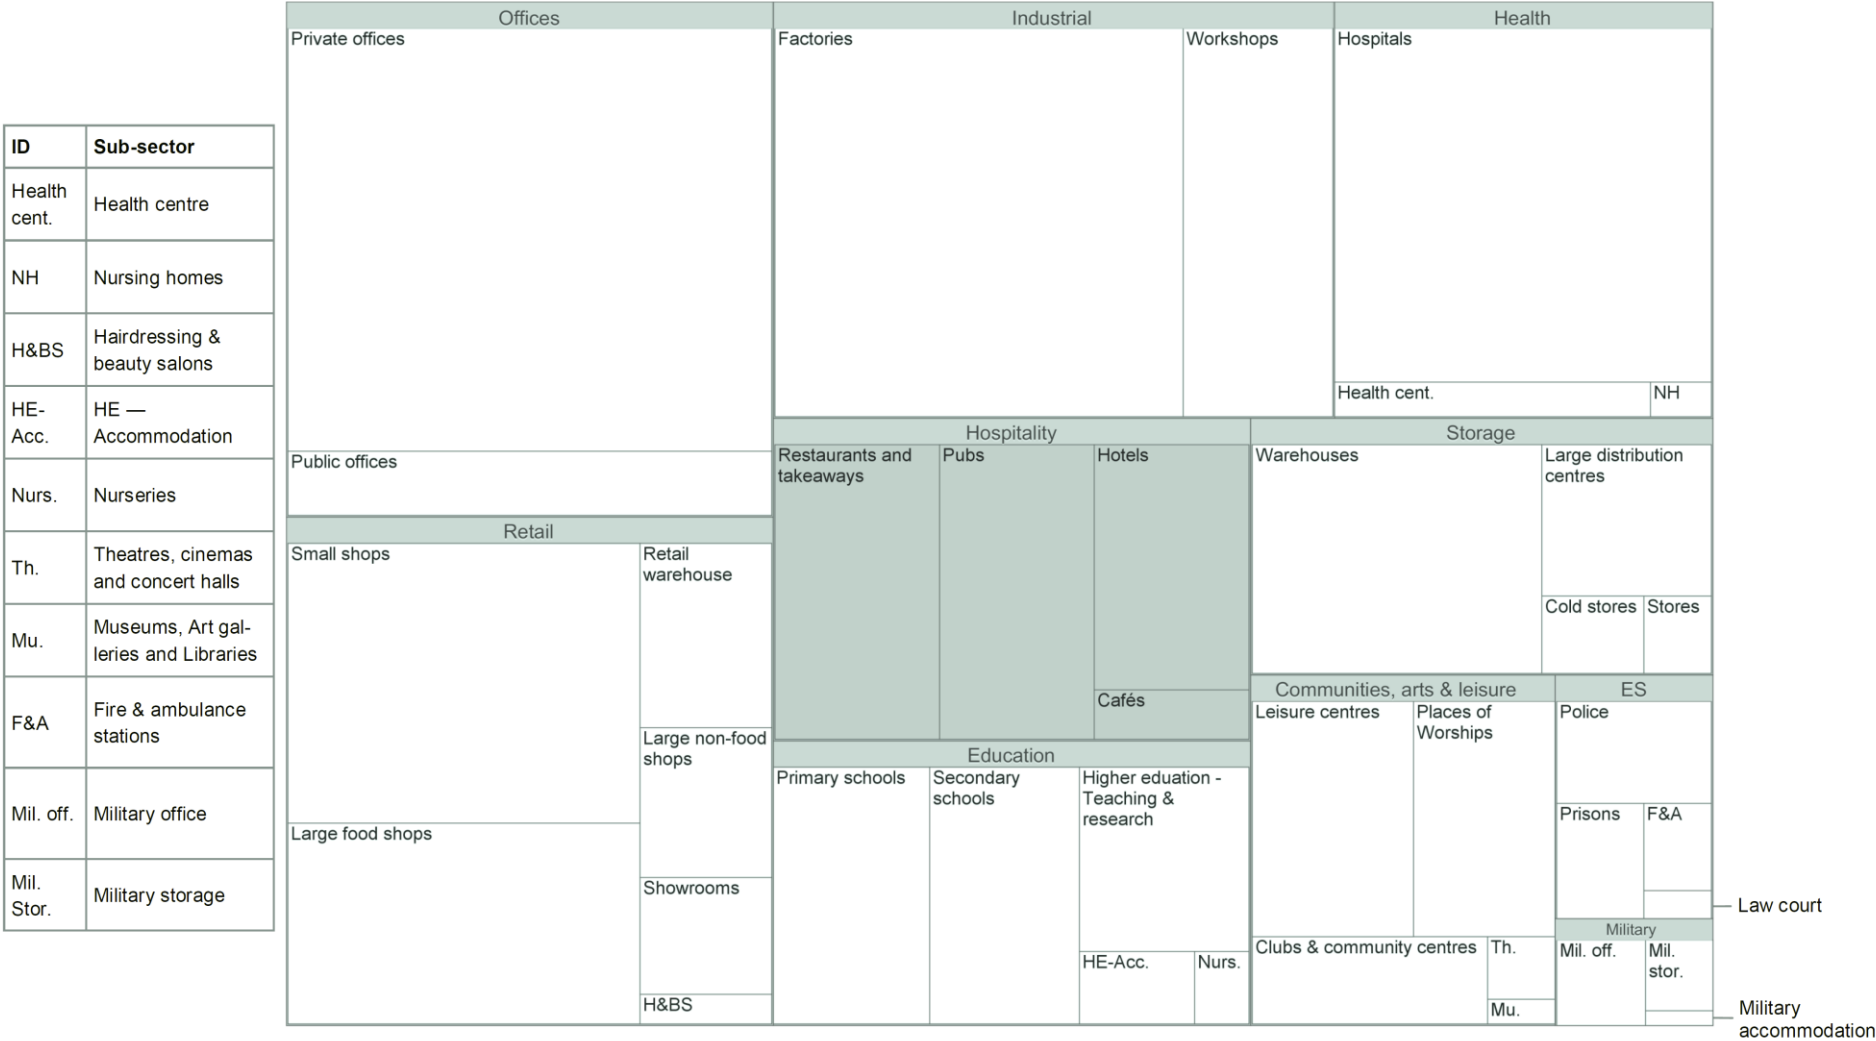 ID Sub-sector
Health
cent.
Health centre
NH Nursing homes
H&BS
Hairdressing &
beauty salons
HE-
Acc.
HE —
Accommodation
Nurs. Nurseries
Th.
Theatres, cinemas
and concert halls
Mu.
Museums, Art gal-
leries and Libraries
F&A
Fire & ambulance
stations
Mil. off. Military office
Mil.
Stor.
Military storage
Offices
Private offices
Public offices
Retail
Small shops
Large food shops
Retail
warehouse
Large non-food
shops
Showrooms
H&BS
Industrial
Factories
Workshops
Health
Hospitals
Health cent.
NH
Hospitality
Restaurants and
takeaways
Pubs
Hotels
Cafés
Storage
Warehouses
Large distribution
centres
Cold stores
Stores
Education
Primary schools
Secondary
schools
Higher eduation -
Teaching &
research
HE-Acc.
Nurs.
Communities, arts & leisure
Leisure centres
Places of
Worships
Clubs & community centres
Th.
Mu.
ES
Police
Prisons
F&A
Law court
Military
Mil. off.
Mil.
stor.
Military
accommodation